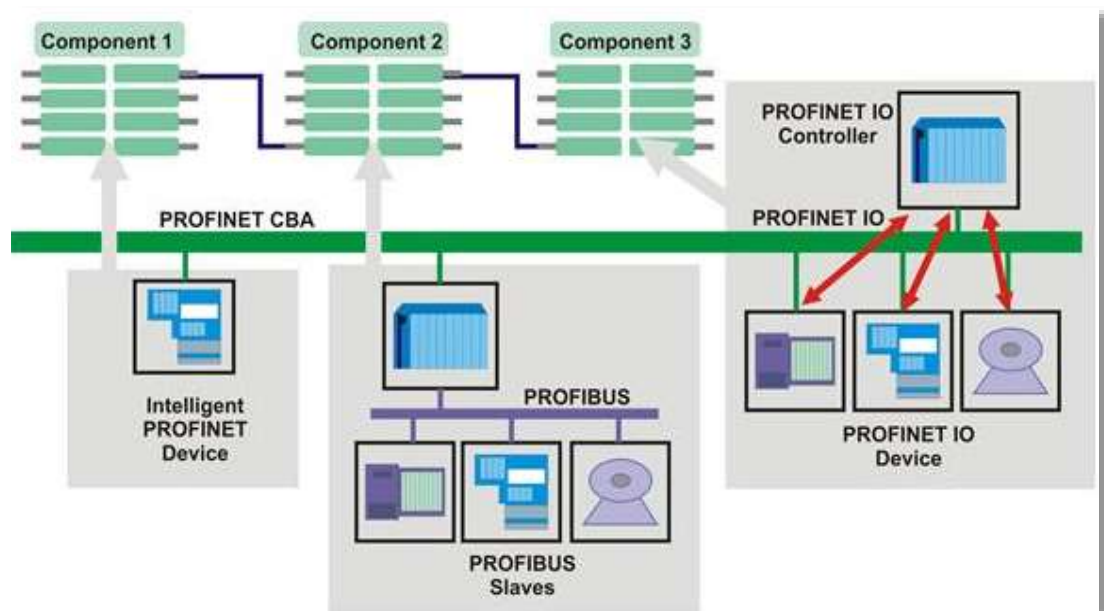 Component 1
Component 2
Component 3
PROFINET IO
Controller
PROFINET CBA
PROFINET IO
Intelligent
PROFINET
Device
PROFIBUS
PROFIBUS
Slaves
PROFINET IO
Device